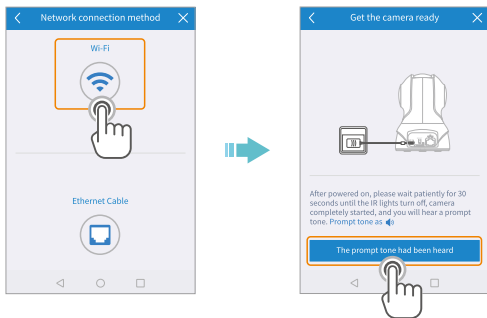 Network connection method
Wi-Fi
Ethernet Cable
Get the camera ready
After powered on, please wait patiently for 30
seconds until the IR lights turn off, camera
completely started, and you will hear a prompt
tone. Prompt tone as
The prompt tone had been heard